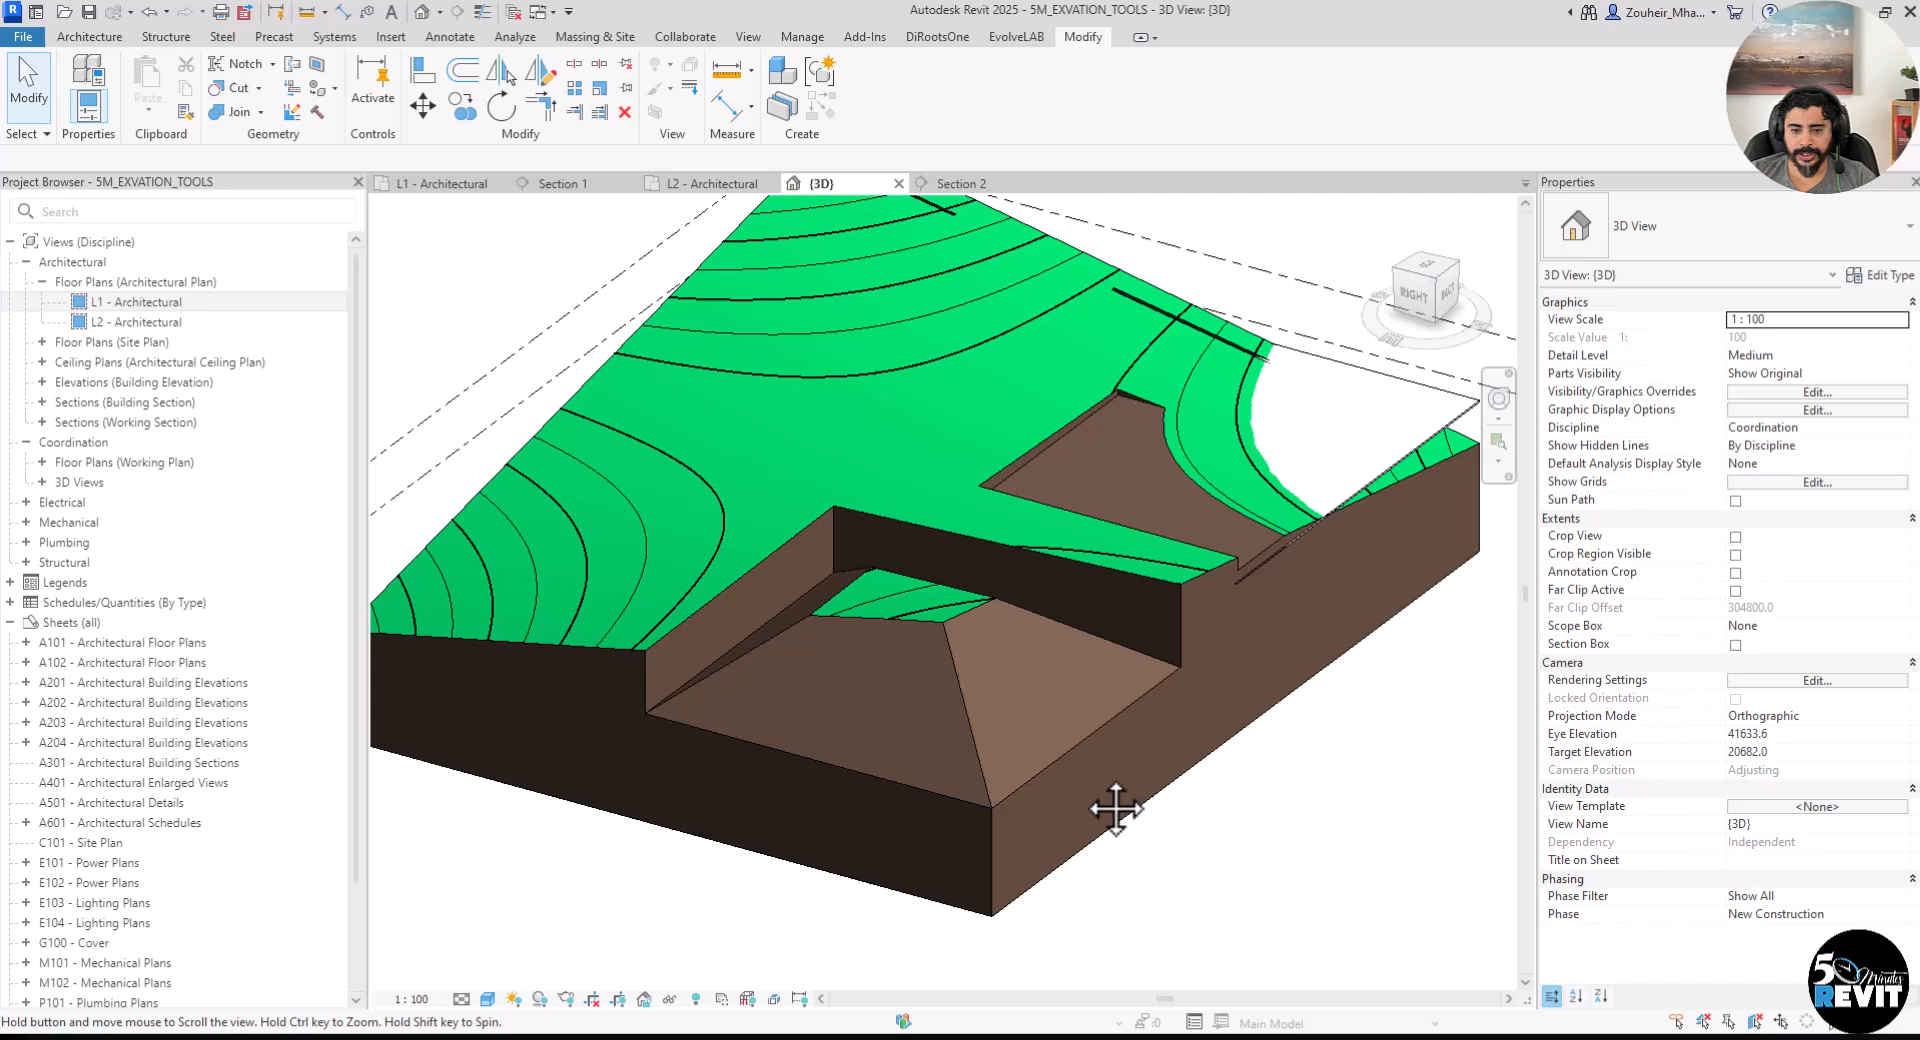 Autodesk Revit 2025 - 5M_EXVATION_TOOLS - 3D View: {3D}
Zouheir_Mha...
File
Architecture
Structure
Steel
Precast
Systems
Insert
Annotate
Analyze
Massing & Site
Collaborate
View
Manage
Add-Ins
DiRootsOne
EvolveLAB
Modify
Modify
Paste
Notch
Cut
Join
Activate
Select
Properties
Clipboard
Geometry
Controls
Modify
View
Measure
Create
Project Browser - 5M_EXVATION_TOOLS
L1 - Architectural
Section 1
L2 - Architectural
{3D}
Section 2
Properties
Search
Views (Discipline)
Architectural
Floor Plans (Architectural Plan)
L1 - Architectural
L2 - Architectural
Floor Plans (Site Plan)
Ceiling Plans (Architectural Ceiling Plan)
Elevations (Building Elevation)
Sections (Building Section)
Sections (Working Section)
Coordination
Floor Plans (Working Plan)
3D Views
Electrical
Mechanical
Plumbing
Structural
Legends
Schedules/Quantities (By Type)
Sheets (all)
A101 - Architectural Floor Plans
A102 - Architectural Floor Plans
A201 - Architectural Building Elevations
A202 - Architectural Building Elevations
A203 - Architectural Building Elevations
A204 - Architectural Building Elevations
A301 - Architectural Building Sections
A401 - Architectural Enlarged Views
A501 - Architectural Details
A601 - Architectural Schedules
C101 - Site Plan
E101 - Power Plans
E102 - Power Plans
E103 - Lighting Plans
E104 - Lighting Plans
G100 - Cover
M101 - Mechanical Plans
M102 - Mechanical Plans
P101 - Plumbing Plans
RIGHT
3D View
3D View: {3D}
Edit Type
Graphics
View Scale 1 : 100
Scale Value 1: 100
Detail Level Medium
Parts Visibility Show Original
Visibility/Graphics Overrides Edit...
Graphic Display Options Edit...
Discipline Coordination
Show Hidden Lines By Discipline
Default Analysis Display Style None
Show Grids Edit...
Sun Path
Extents
Crop View
Crop Region Visible
Annotation Crop
Far Clip Active
Far Clip Offset 304800.0
Scope Box None
Section Box
Camera
Rendering Settings Edit...
Locked Orientation
Projection Mode Orthographic
Eye Elevation 41633.6
Target Elevation 20682.0
Camera Position Adjusting
Identity Data
View Template <None>
View Name {3D}
Dependency Independent
Title on Sheet
Phasing
Phase Filter Show All
Phase New Construction
5 Minutes
REVIT
1 : 100
Hold button and move mouse to Scroll the view. Hold Ctrl key to Zoom. Hold Shift key to Spin.
:0
Main Model